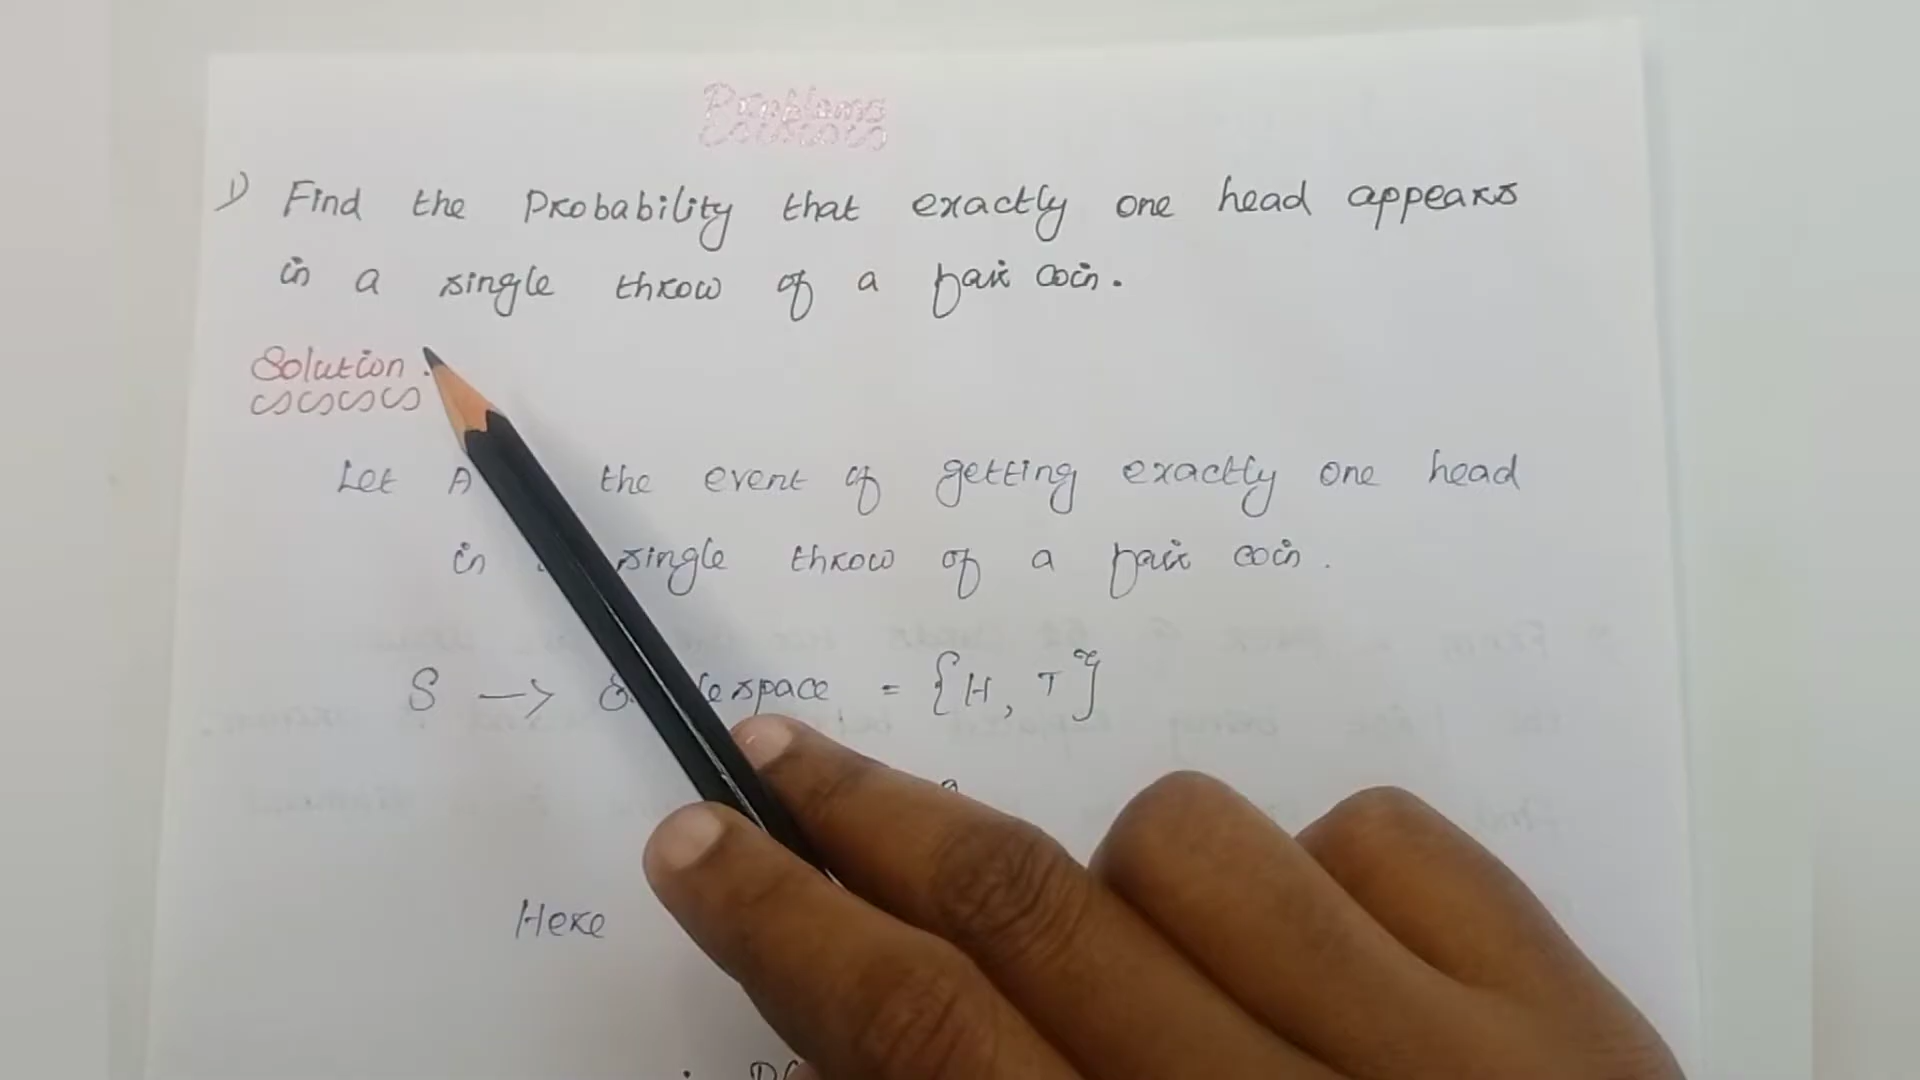 Problems
1) Find the Probability that exactly one head appears
in a single throw of a fair coin.
Solution:
Let A the event of getting exactly one head
in single throw of a fair coin.
S → space = {H, T}
Here